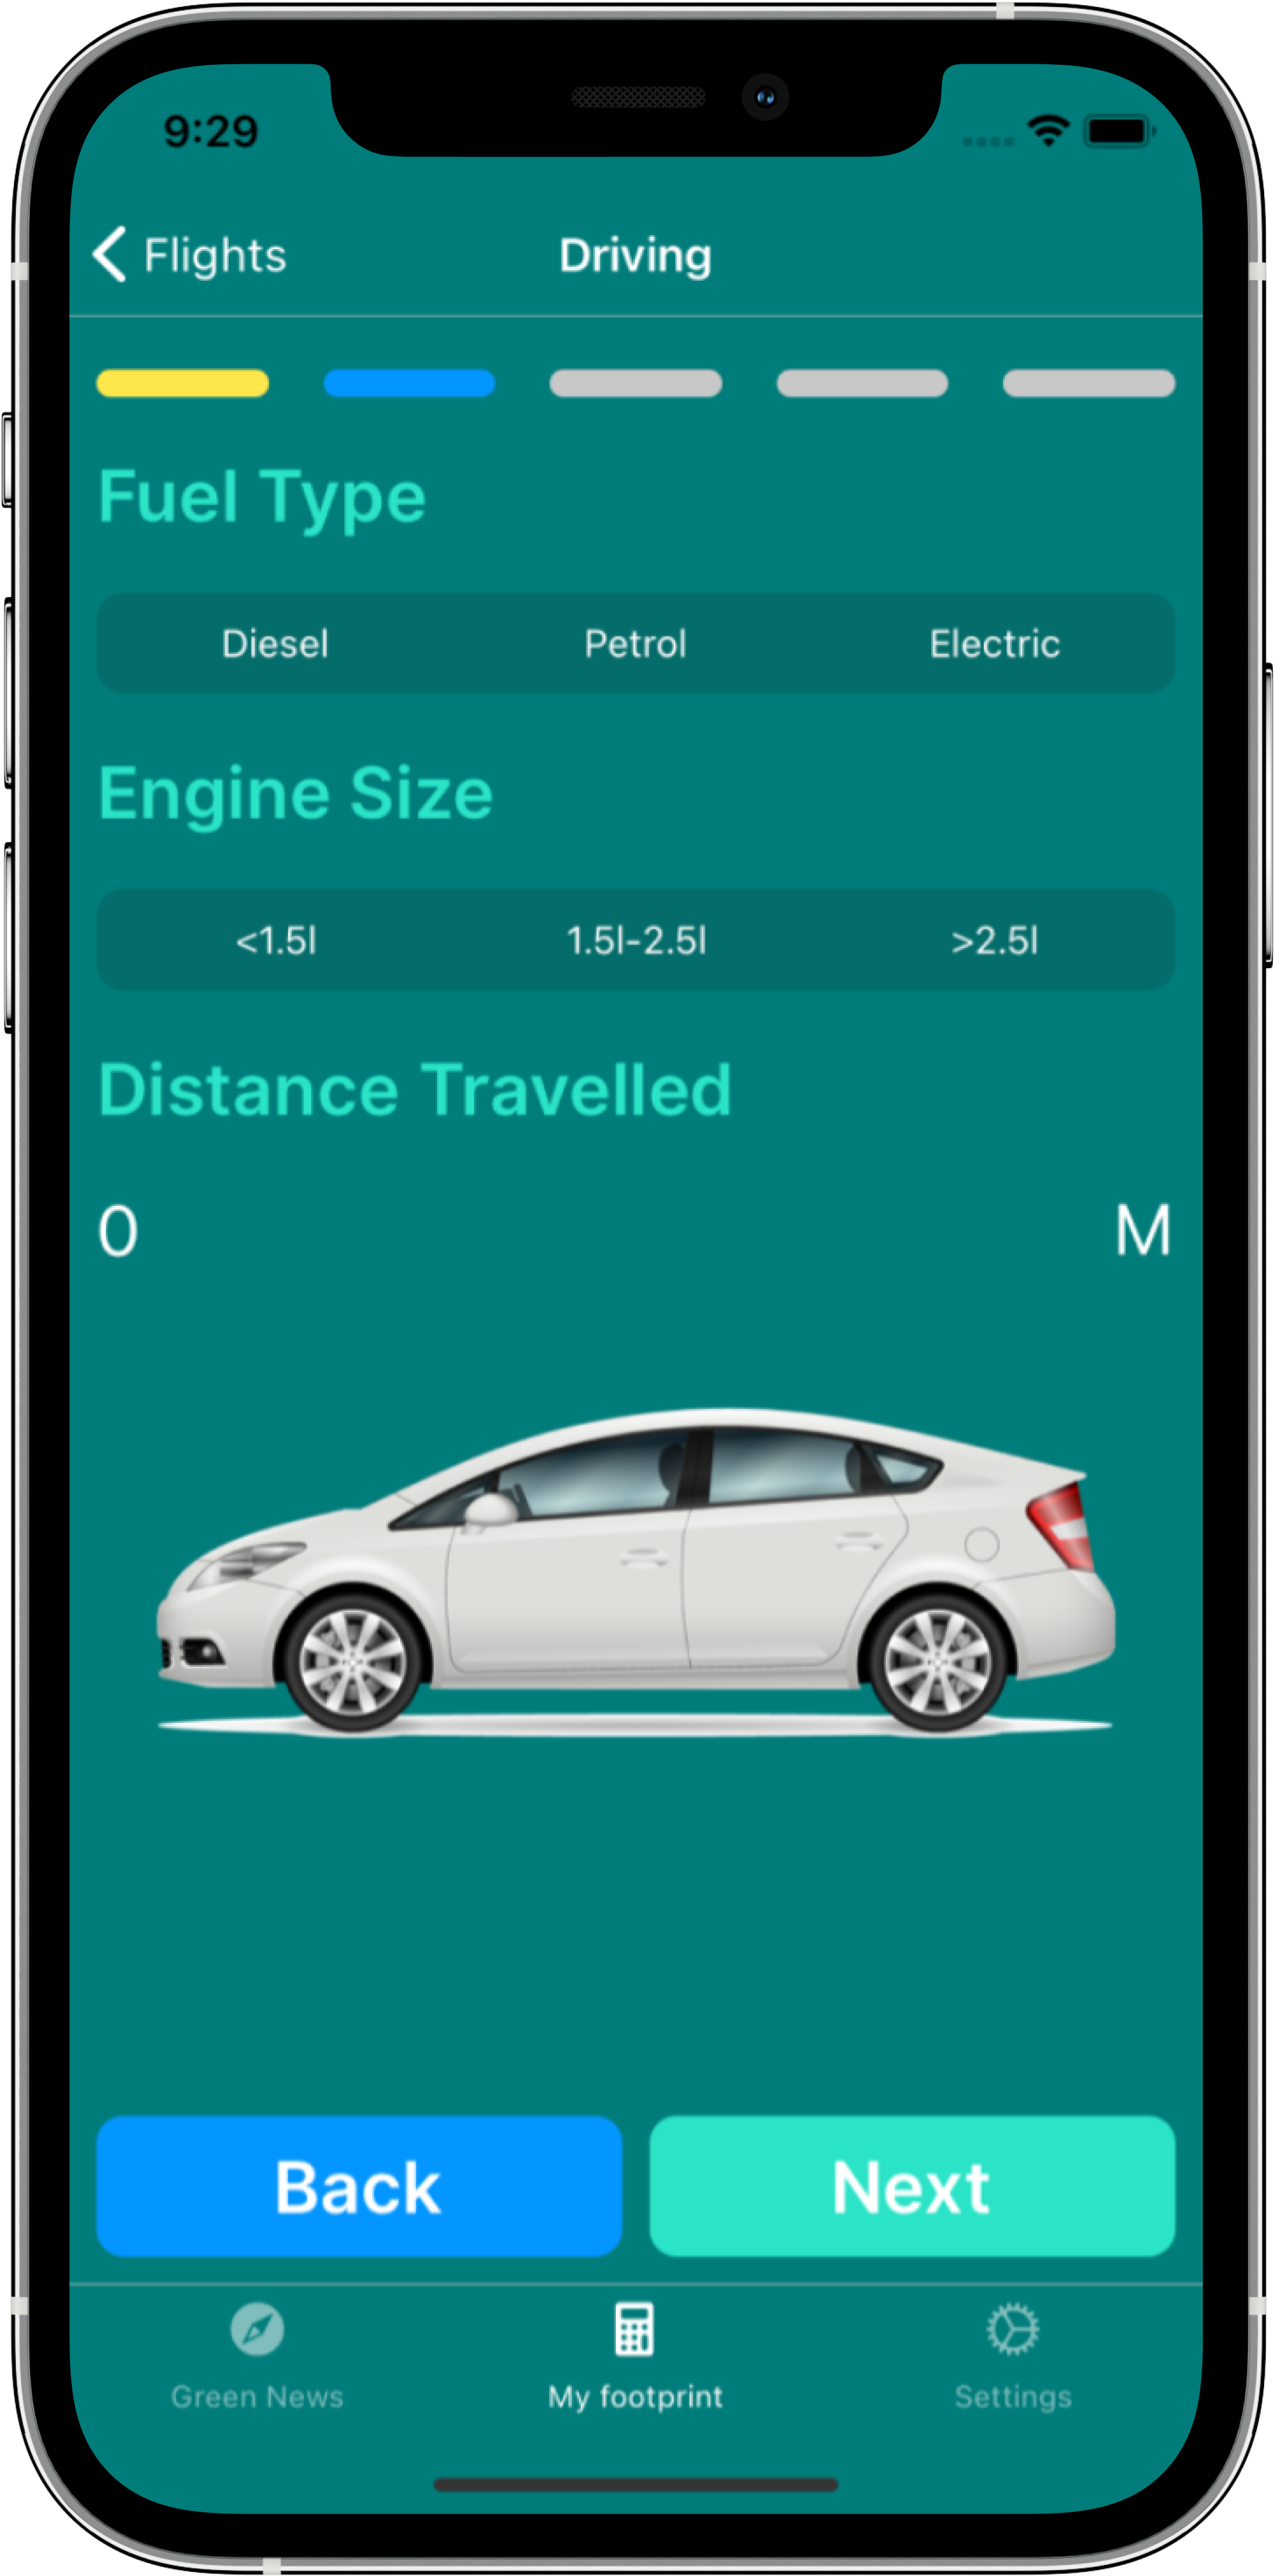 9:29
Flights
Driving
Fuel Type
Diesel Petrol Electric
Engine Size
<1.5l 1.5l-2.5l >2.5l
Distance Travelled
0 M
Back Next
Green News My footprint Settings